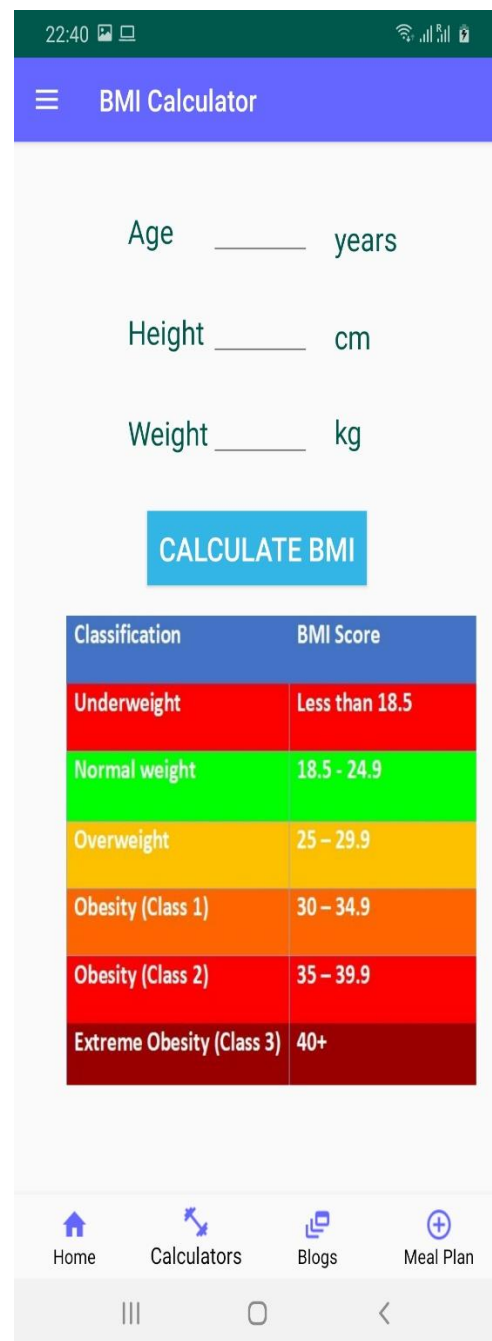 22:40
BMI Calculator
Age years
Height cm
Weight kg
CALCULATE BMI
Classification BMI Score
Underweight Less than 18.5
Normal weight 18.5 - 24.9
Overweight 25 – 29.9
Obesity (Class 1) 30 – 34.9
Obesity (Class 2) 35 – 39.9
Extreme Obesity (Class 3) 40+
Home Calculators Blogs Meal Plan